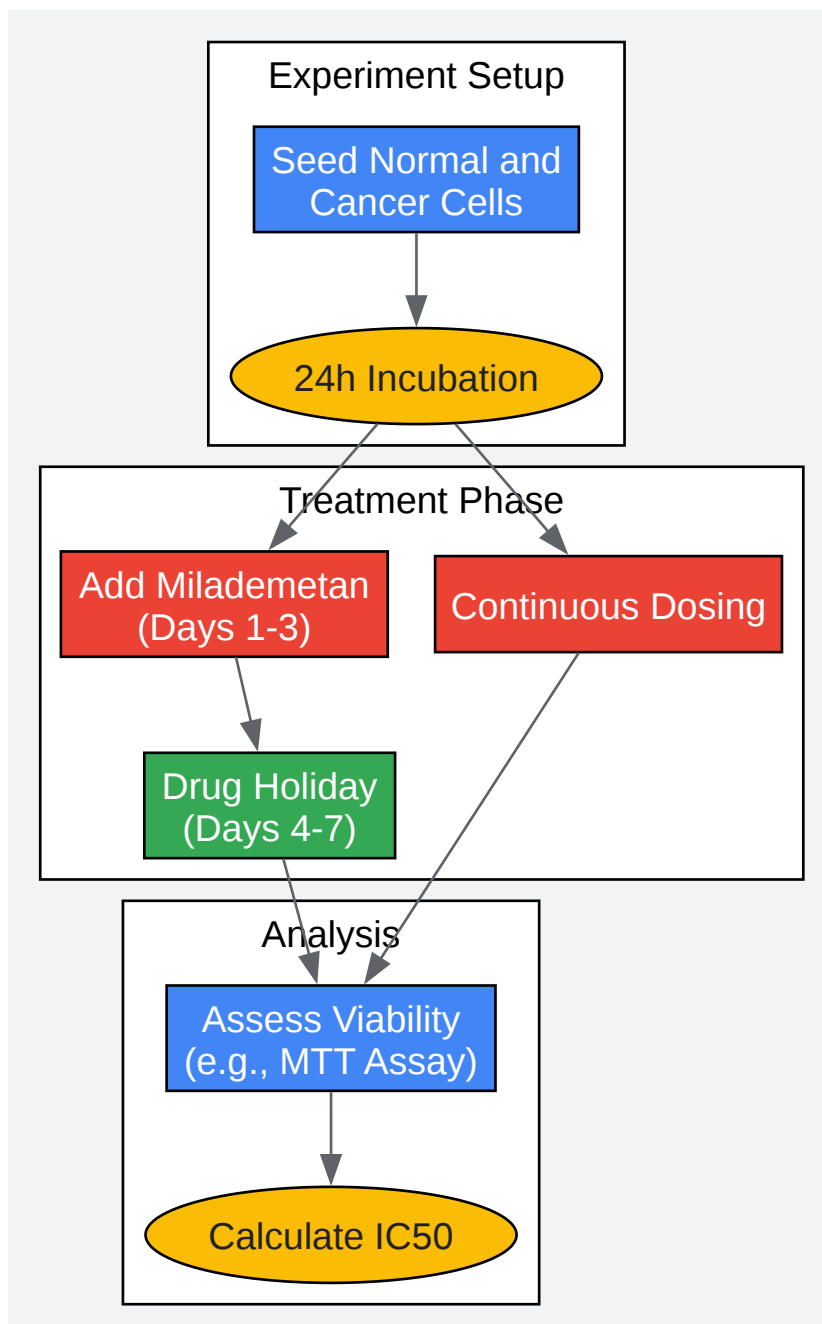 Experiment Setup
Seed Normal and
Cancer Cells
24h Incubation
Treatment Phase
Add Milademetan
(Days 1-3)
Continuous Dosing
Drug Holiday
(Days 4-7)
Analysis
Assess Viability
(e.g., MTT Assay)
Calculate IC50